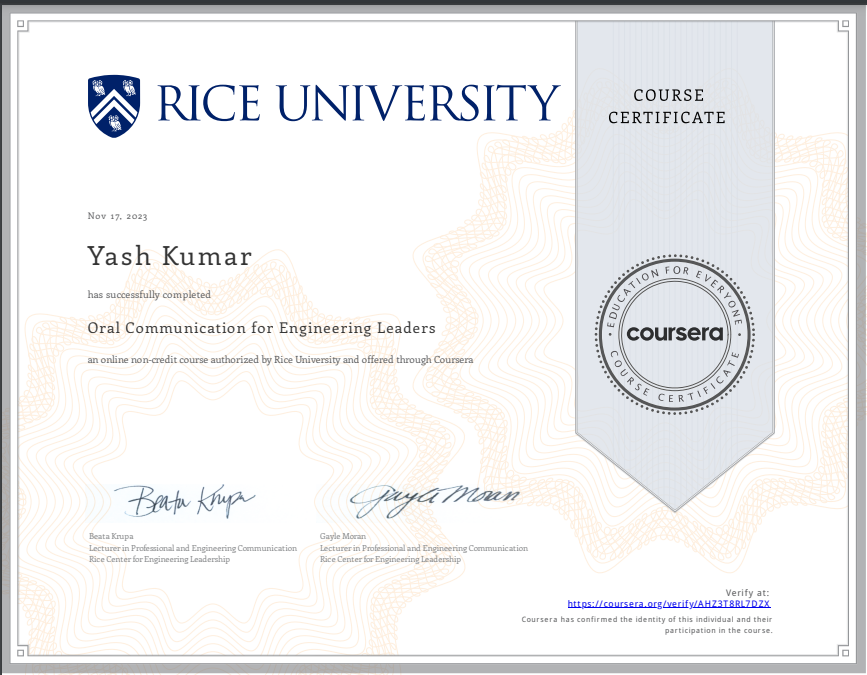 RICE UNIVERSITY
COURSE
CERTIFICATE
Nov 17, 2023
Yash Kumar
has successfully completed
Oral Communication for Engineering Leaders
an online non-credit course authorized by Rice University and offered through Coursera
EDUCATION FOR EVERYONE
coursera
COURSE CERTIFICATE
Beata Krupa
Gayle Moran
Beata Krupa
Lecturer in Professional and Engineering Communication
Rice Center for Engineering Leadership
Gayle Moran
Lecturer in Professional and Engineering Communication
Rice Center for Engineering Leadership
Verify at:
https://coursera.org/verify/AHZ3T8RL7DZX
Coursera has confirmed the identity of this individual and their
participation in the course.